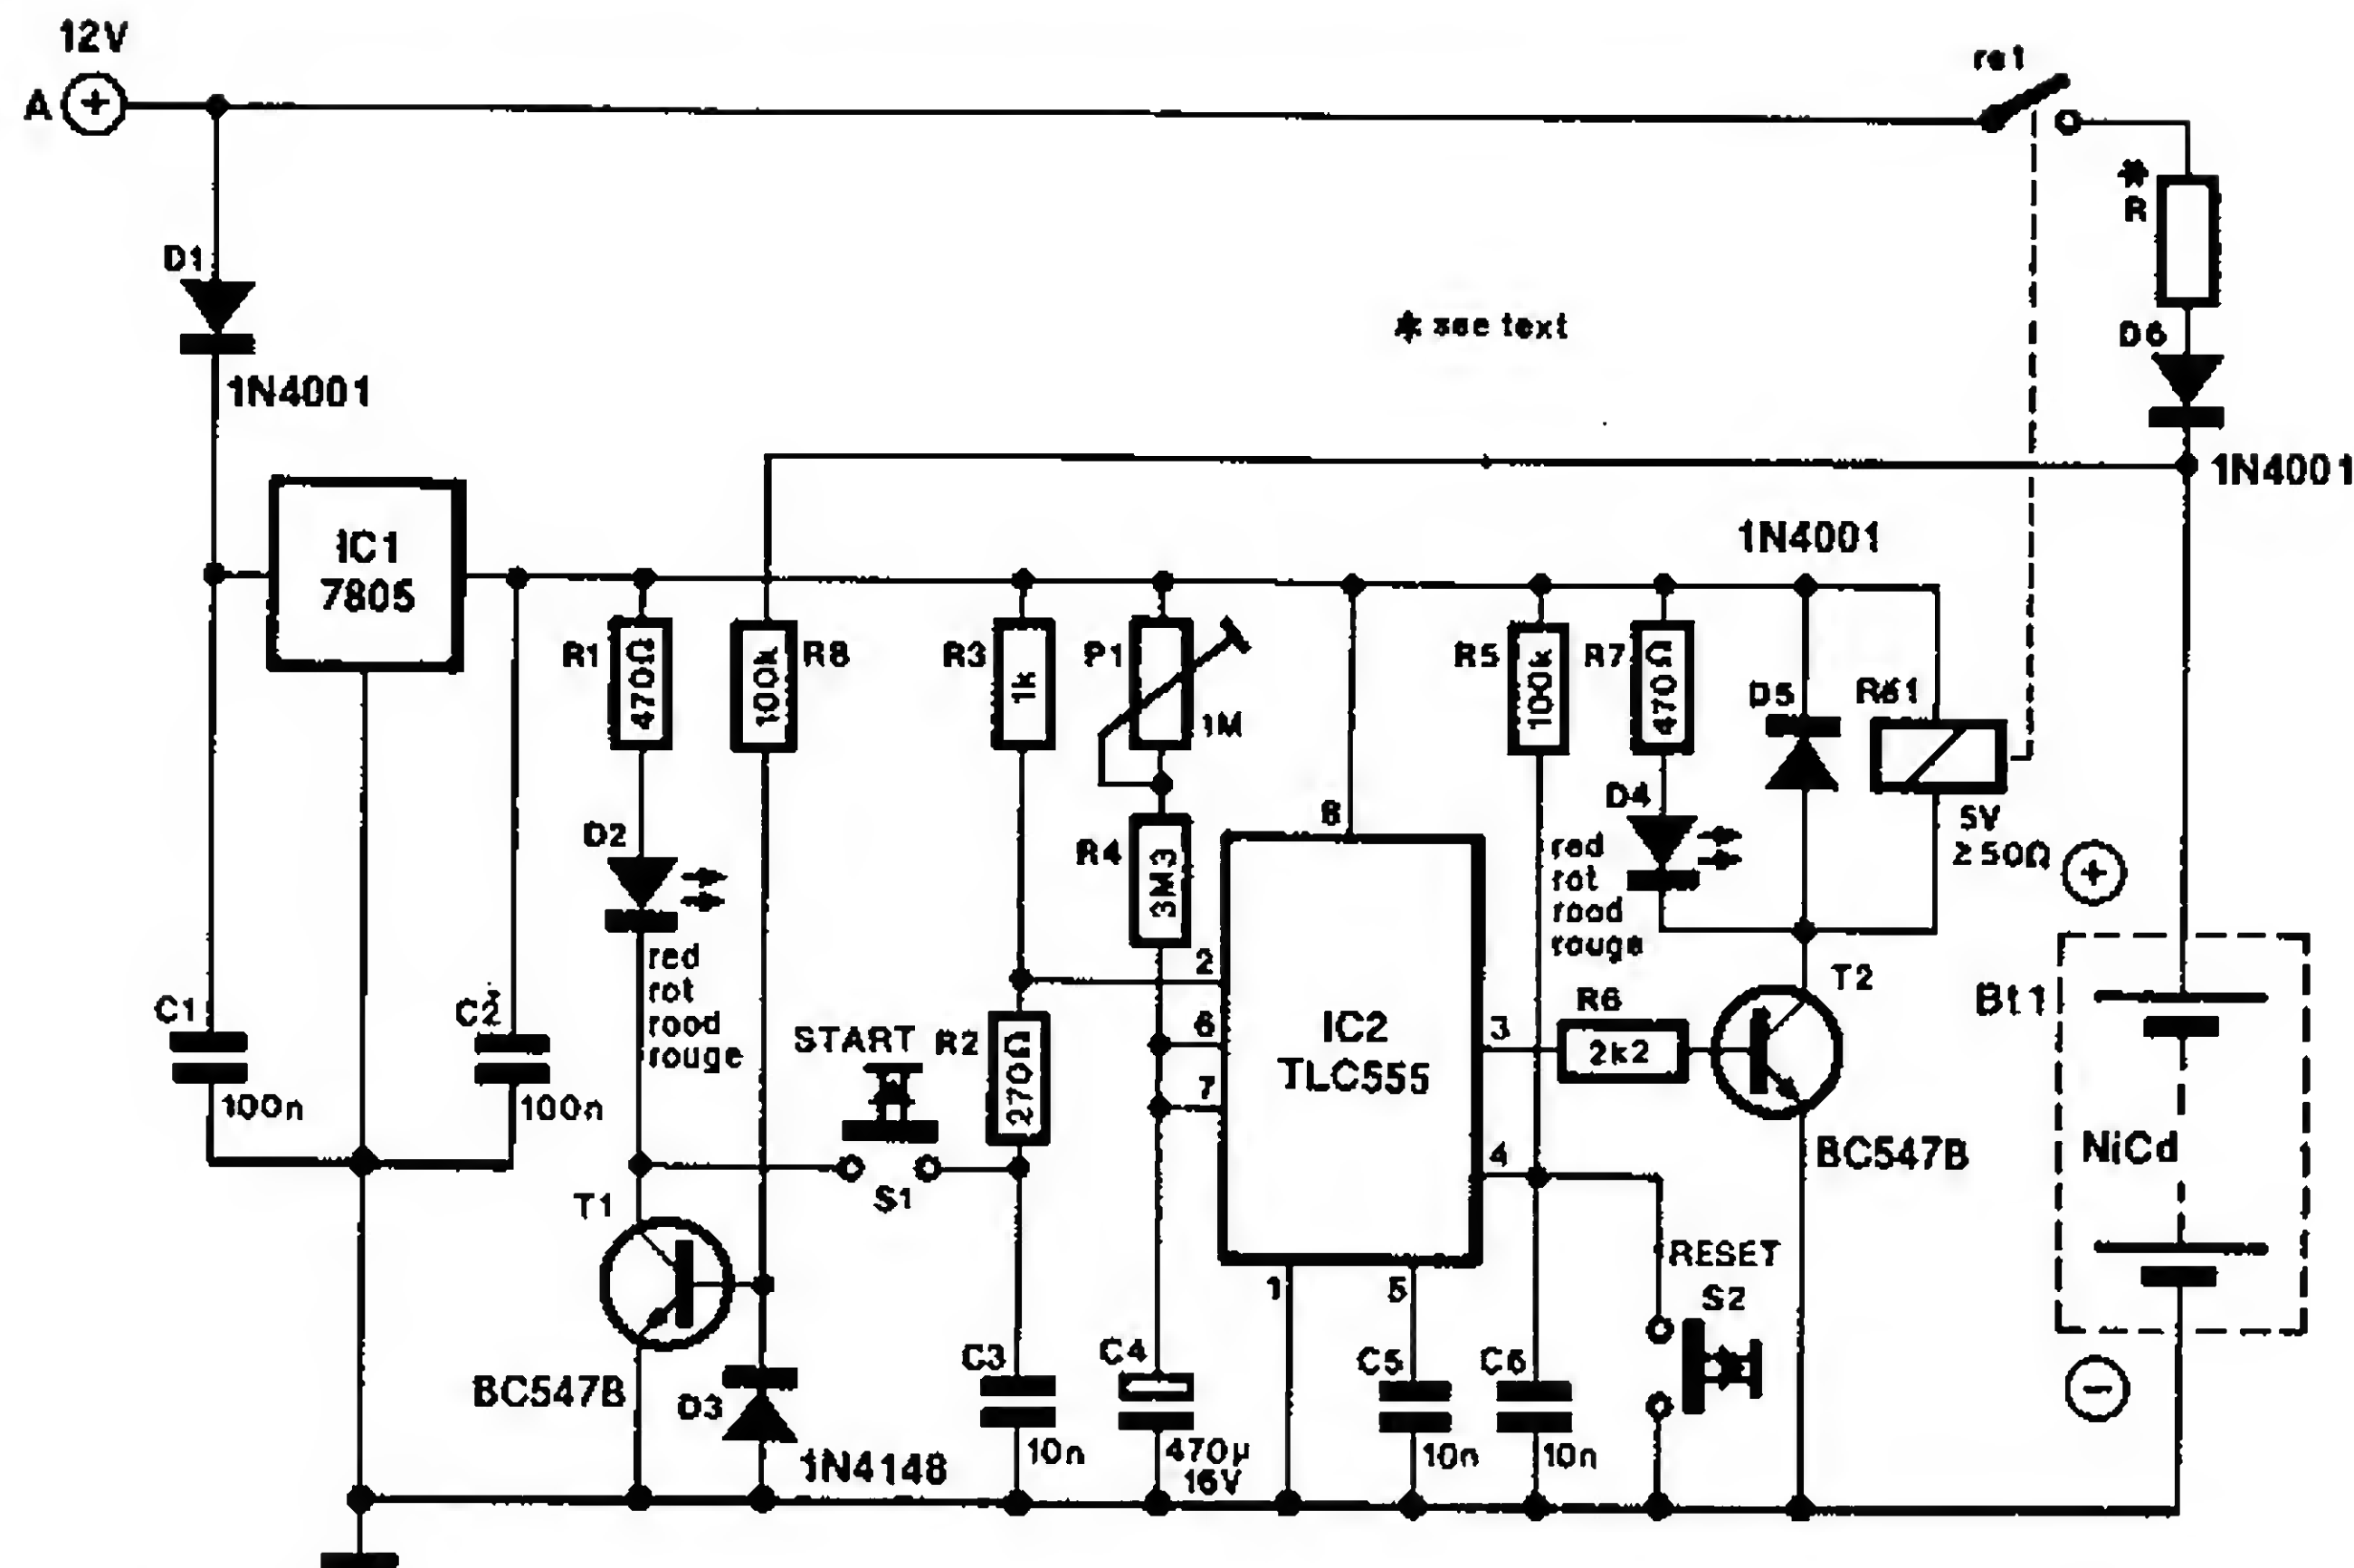 12V
A
+
re1
*
R
D1
* see text
D6
1N4001
1N4001
1N4001
IC1
7805
R1
470Ω
100k
R8
R3
1k
P1
1M
R5
100k
R7
470Ω
D5
Re1
5V
250Ω
D2
R4
3M3
8
D4
red
rot
rood
rouge
+
red
rot
rood
rouge
2
T2
C1
100n
C2
100n
START
S1
R2
270Ω
6
7
IC2
TLC555
3
R6
2k2
Bt1
NiCd
4
BC547B
T1
BC547B
RESET
S2
1
5
D3
1N4148
C3
10n
C4
470µ
16V
C5
10n
C6
10n
−